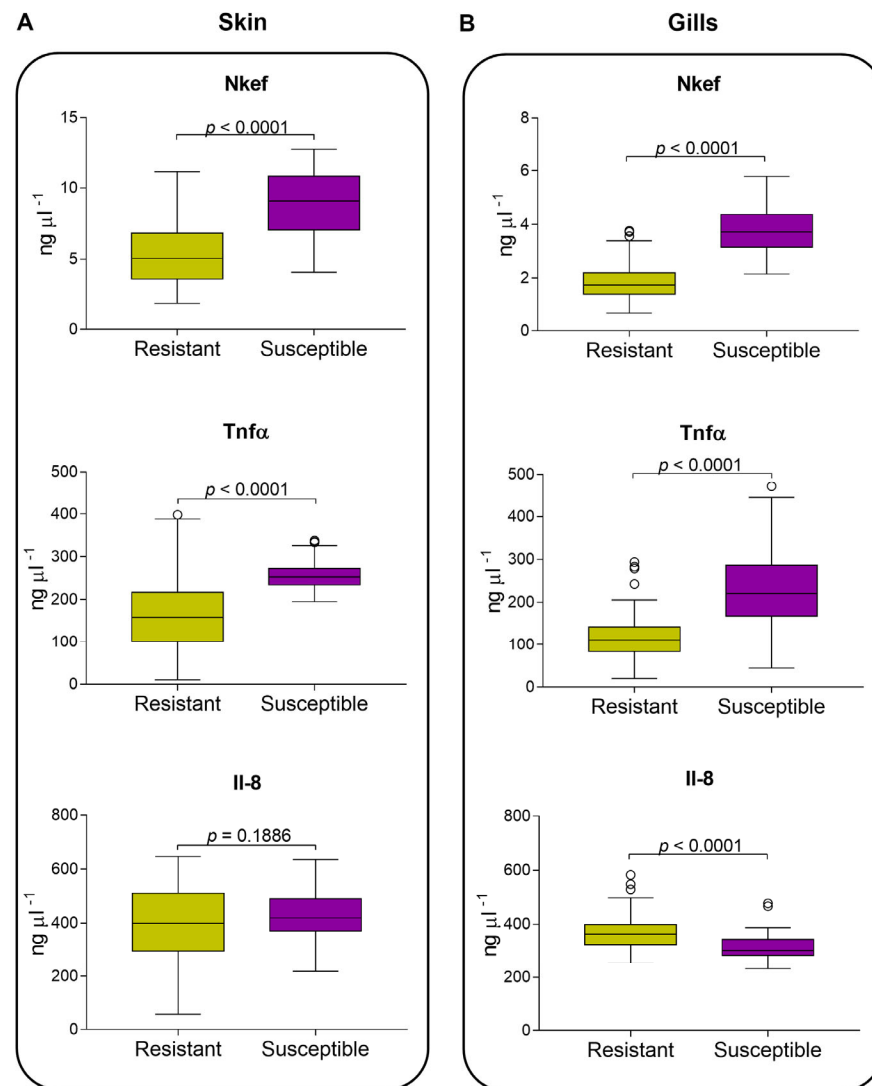 A Skin
Nkef
15
10
5
0
ng µl -1
p < 0.0001
Resistant Susceptible
Tnfα
500
400
300
200
100
0
ng µl -1
p < 0.0001
Resistant Susceptible
Il-8
800
600
400
200
0
ng µl -1
p = 0.1886
Resistant Susceptible
B Gills
Nkef
8
6
4
2
0
ng µl -1
p < 0.0001
Resistant Susceptible
Tnfα
500
400
300
200
100
0
ng µl -1
p < 0.0001
Resistant Susceptible
Il-8
800
600
400
200
0
ng µl -1
p < 0.0001
Resistant Susceptible